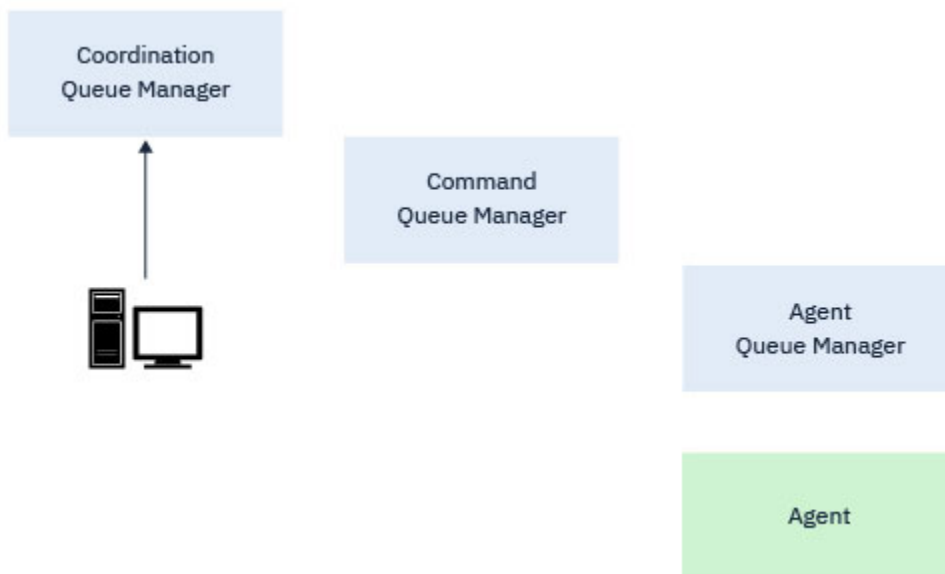 Coordination
Queue Manager
Command
Queue Manager
Agent
Queue Manager
Agent